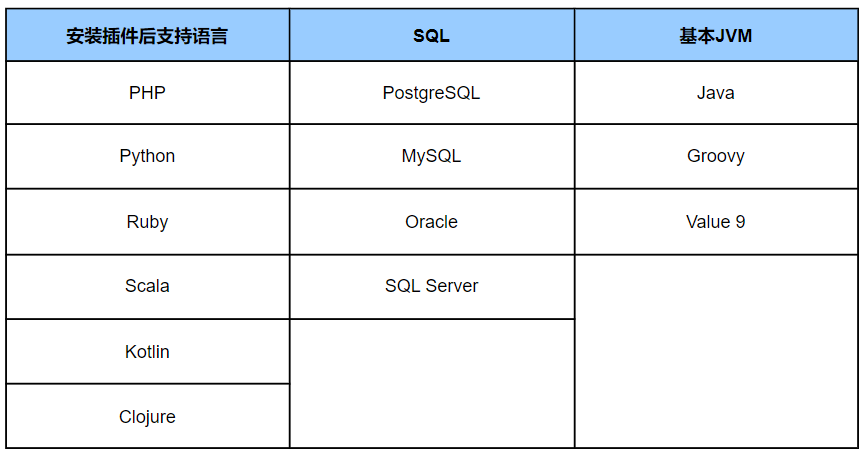 安装插件后支持语言 SQL 基本JVM
PHP PostgreSQL Java
Python MySQL Groovy
Ruby Oracle Value 9
Scala SQL Server
Kotlin
Clojure